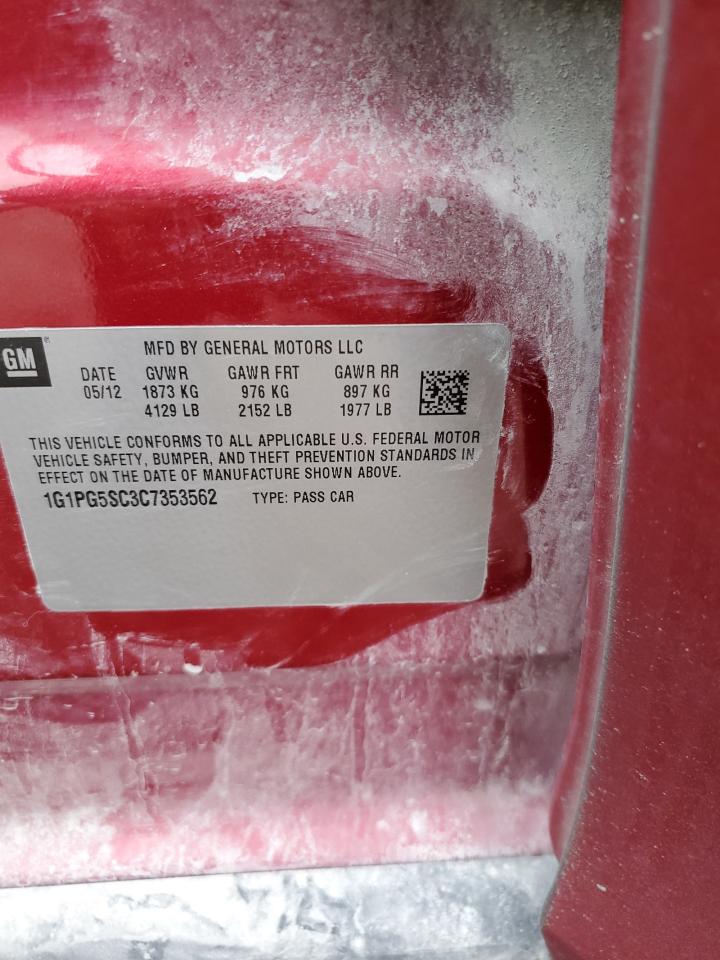 GM
MFD BY GENERAL MOTORS LLC
DATE GVWR GAWR FRT GAWR RR
05/12 1873 KG 976 KG 897 KG
4129 LB 2152 LB 1977 LB
THIS VEHICLE CONFORMS TO ALL APPLICABLE U.S. FEDERAL MOTOR
VEHICLE SAFETY, BUMPER, AND THEFT PREVENTION STANDARDS IN
EFFECT ON THE DATE OF MANUFACTURE SHOWN ABOVE.
1G1PG5SC3C7353562 TYPE: PASS CAR